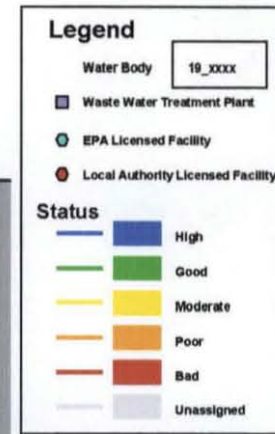 Legend
Water Body 19_xxxx
Waste Water Treatment Plant
EPA Licensed Facility
Local Authority Licensed Facility
Status
High
Good
Moderate
Poor
Bad
Unassigned